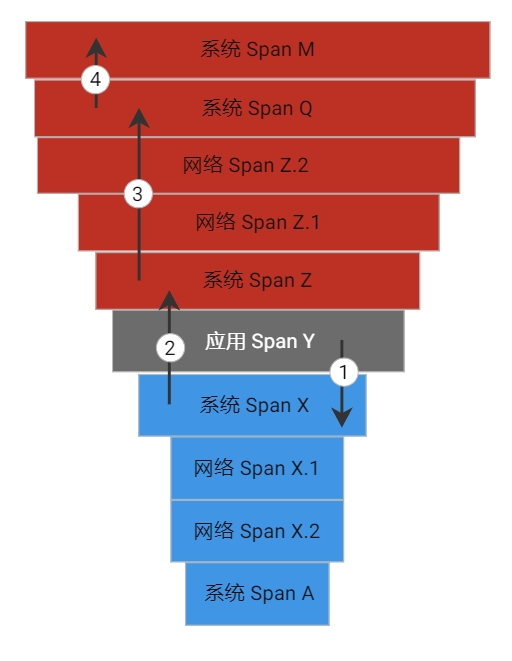 系统 Span M
4
系统 Span Q
网络 Span Z.2
3
网络 Span Z.1
系统 Span Z
应用 Span Y
2
1
系统 Span X
网络 Span X.1
网络 Span X.2
系统 Span A